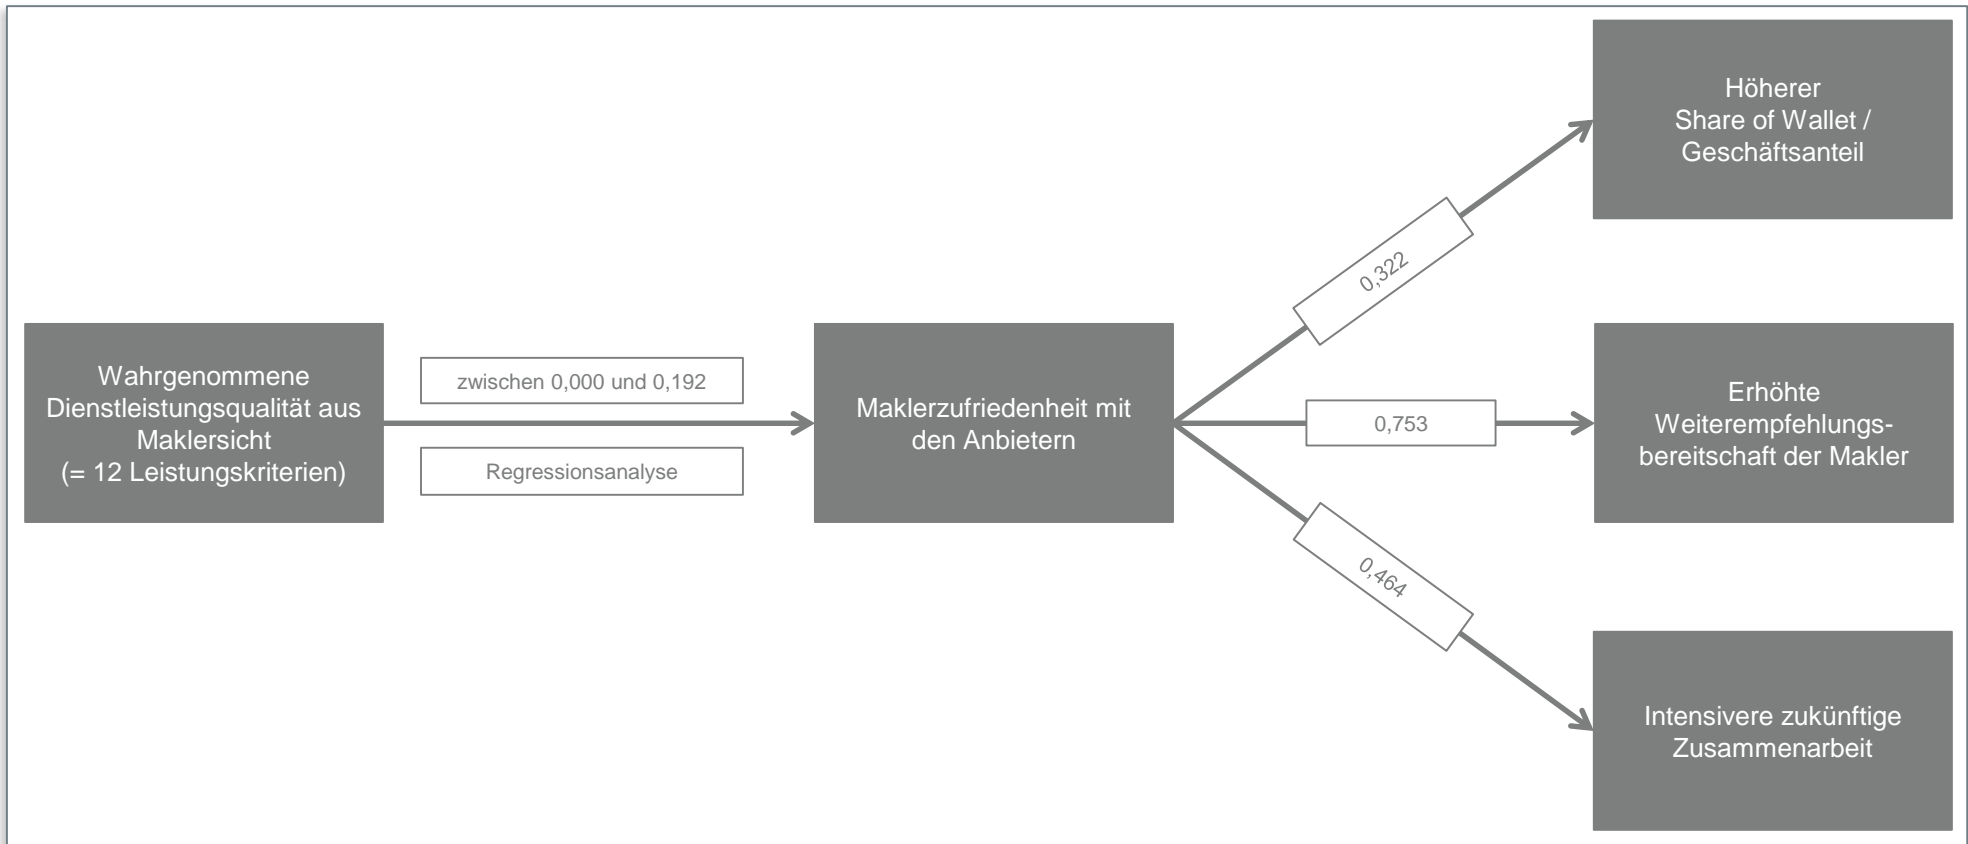 Wahrgenommene
Dienstleistungsqualität aus
Maklersicht
(= 12 Leistungskriterien)
zwischen 0,000 und 0,192
Regressionsanalyse
Maklerzufriedenheit mit
den Anbietern
0,322
0,753
0,464
Höherer
Share of Wallet /
Geschäftsanteil
Erhöhte
Weiterempfehlungs-
bereitschaft der Makler
Intensivere zukünftige
Zusammenarbeit